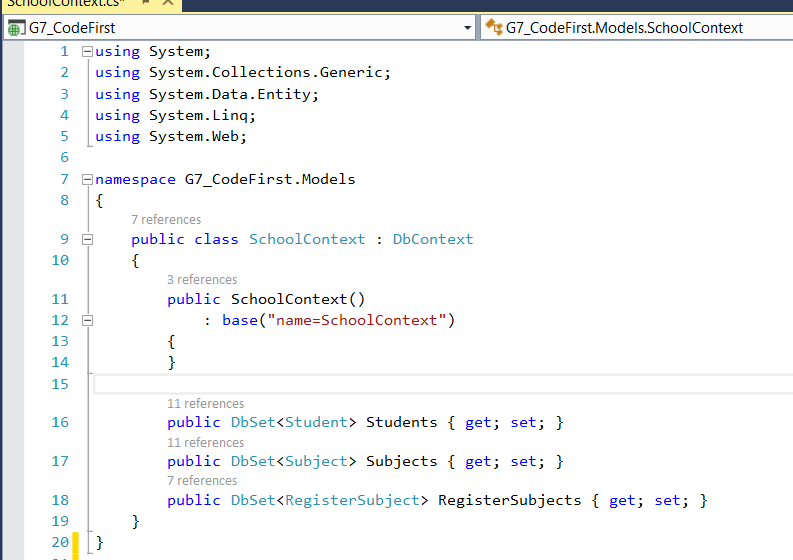 SchoolContext.cs*
G7_CodeFirst
G7_CodeFirst.Models.SchoolContext
1 using System;
2 using System.Collections.Generic;
3 using System.Data.Entity;
4 using System.Linq;
5 using System.Web;
6
7 namespace G7_CodeFirst.Models
8 {
7 references
9 public class SchoolContext : DbContext
10 {
3 references
11 public SchoolContext()
12 : base("name=SchoolContext")
13 {
14 }
15
11 references
16 public DbSet<Student> Students { get; set; }
11 references
17 public DbSet<Subject> Subjects { get; set; }
7 references
18 public DbSet<RegisterSubject> RegisterSubjects { get; set; }
19 }
20 }